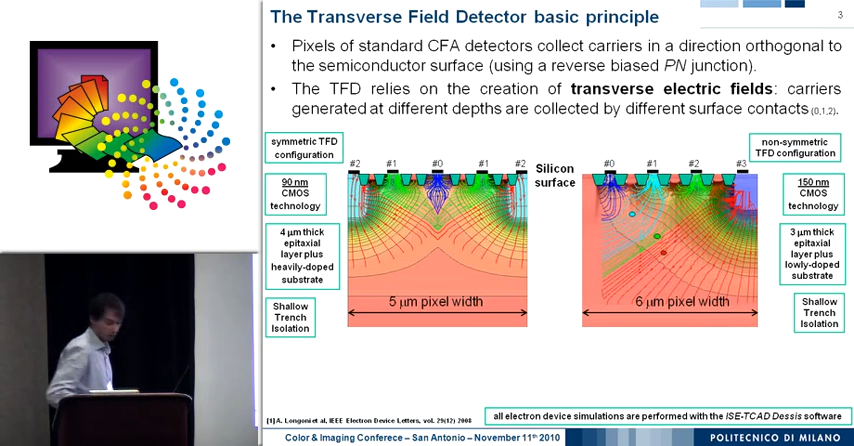 The Transverse Field Detector basic principle
3
• Pixels of standard CFA detectors collect carriers in a direction orthogonal to
the semiconductor surface (using a reverse biased PN junction).
• The TFD relies on the creation of transverse electric fields: carriers
generated at different depths are collected by different surface contacts (0,1,2).
symmetric TFD
configuration
#2 #1 #0 #1 #2
Silicon
surface
#0 #1 #2 #3
non-symmetric
TFD configuration
90 nm
CMOS
technology
150 nm
CMOS
technology
4 μm thick
epitaxial
layer plus
heavily-doped
substrate
3 μm thick
epitaxial
layer plus
lowly-doped
substrate
5 μm pixel width
6 μm pixel width
Shallow
Trench
Isolation
Shallow
Trench
Isolation
[1] A. Longoni et al, IEEE Electron Device Letters, vol. 29(12) 2008
all electron device simulations are performed with the ISE-TCAD Dessis software
Color & Imaging Conferece – San Antonio – November 11th 2010
POLITECNICO DI MILANO